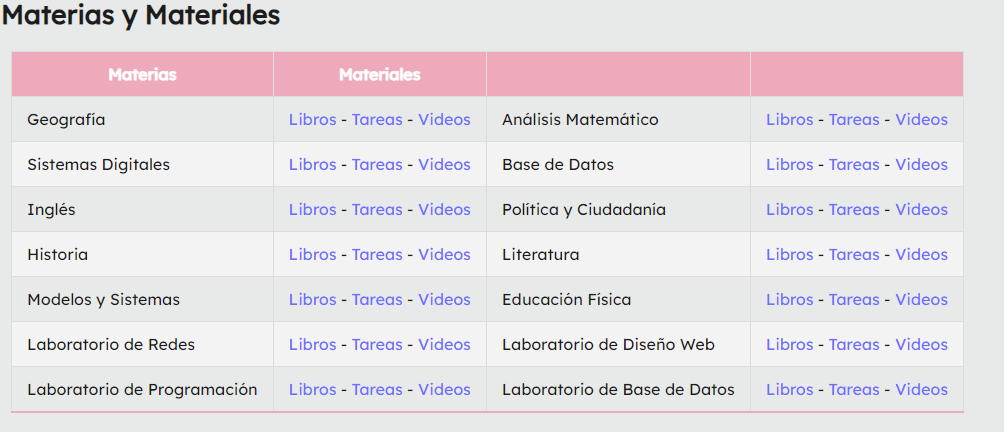 Materias y Materiales
Materias Materiales
Geografía Libros - Tareas - Videos Análisis Matemático Libros - Tareas - Videos
Sistemas Digitales Libros - Tareas - Videos Base de Datos Libros - Tareas - Videos
Inglés Libros - Tareas - Videos Política y Ciudadanía Libros - Tareas - Videos
Historia Libros - Tareas - Videos Literatura Libros - Tareas - Videos
Modelos y Sistemas Libros - Tareas - Videos Educación Física Libros - Tareas - Videos
Laboratorio de Redes Libros - Tareas - Videos Laboratorio de Diseño Web Libros - Tareas - Videos
Laboratorio de Programación Libros - Tareas - Videos Laboratorio de Base de Datos Libros - Tareas - Videos